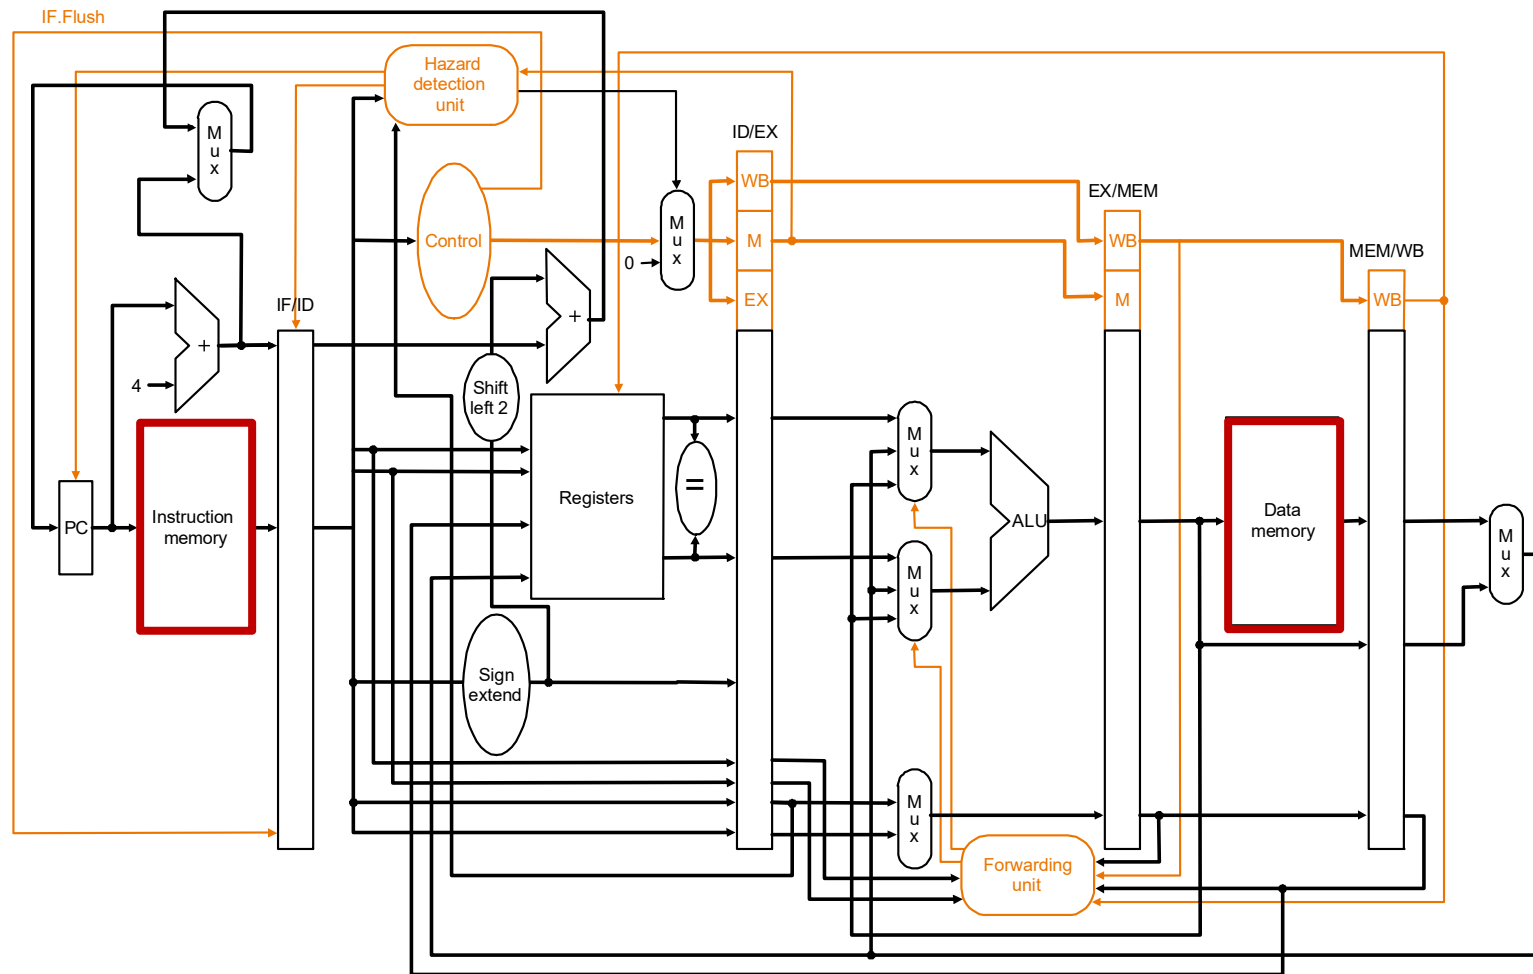 IF.Flush
Hazard
detection
unit
M
u
x
ID/EX
WB
EX/MEM
Control
M
u
x
0
M
WB
MEM/WB
IF/ID
+
EX
M
WB
+
4
Shift
left 2
M
u
x
Instruction
memory
PC
Registers
=
ALU
Data
memory
M
u
x
M
u
x
Sign
extend
M
u
x
Forwarding
unit